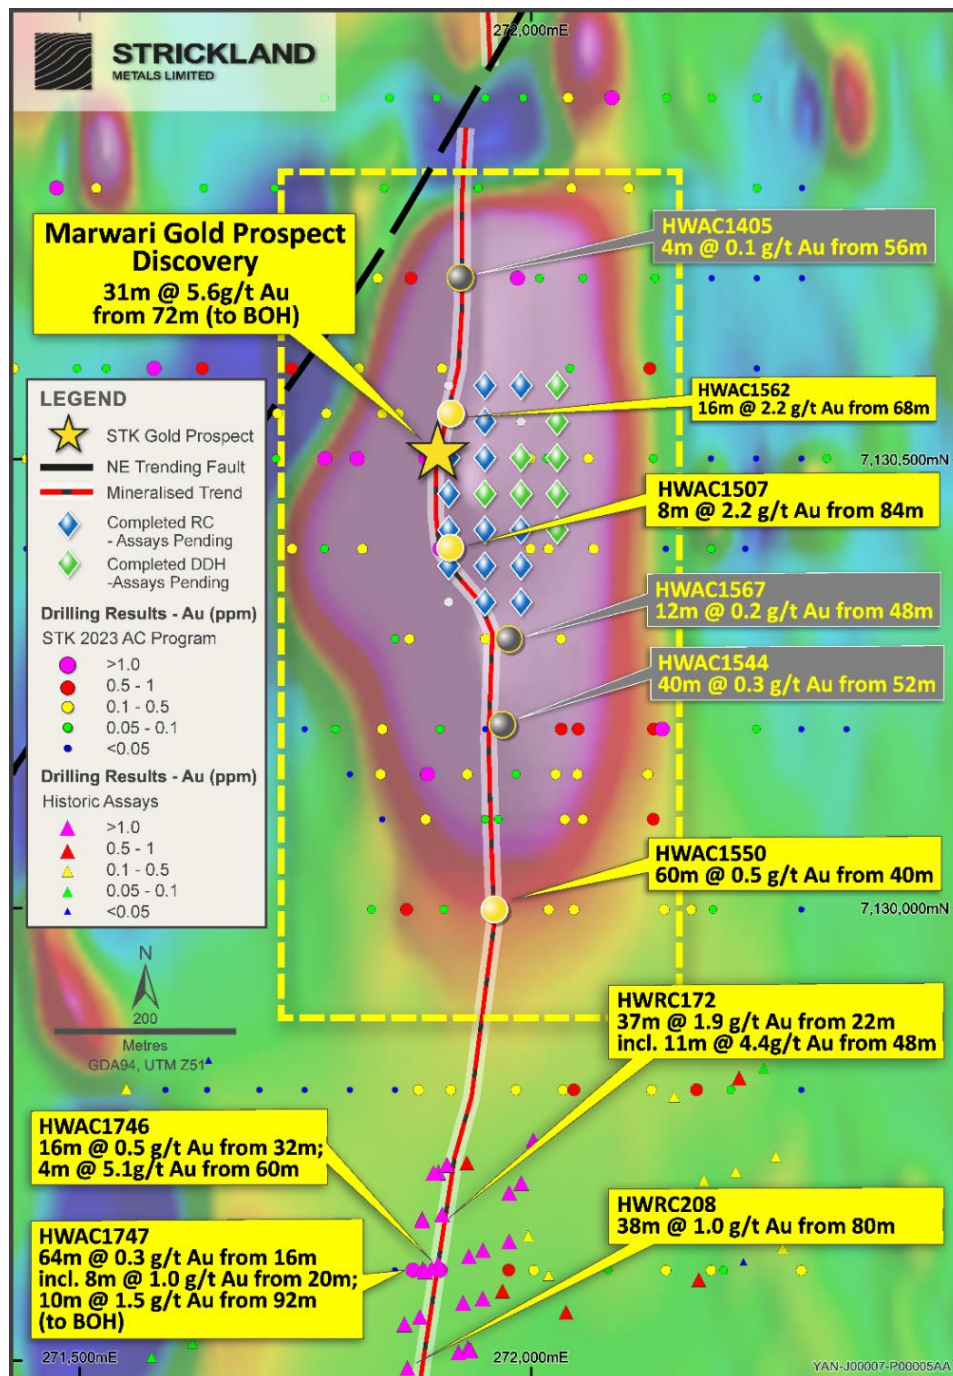 272,000mE
STRICKLAND
METALS LIMITED
Marwari Gold Prospect
Discovery
31m @ 5.6g/t Au
from 72m (to BOH)
HWAC1405
4m @ 0.1 g/t Au from 56m
HWAC1562
16m @ 2.2 g/t Au from 68m
7,130,500mN
HWAC1507
8m @ 2.2 g/t Au from 84m
HWAC1567
12m @ 0.2 g/t Au from 48m
HWAC1544
40m @ 0.3 g/t Au from 52m
HWAC1550
60m @ 0.5 g/t Au from 40m
7,130,000mN
LEGEND
STK Gold Prospect
NE Trending Fault
Mineralised Trend
Completed RC
- Assays Pending
Completed DDH
-Assays Pending
Drilling Results - Au (ppm)
STK 2023 AC Program
>1.0
0.5 - 1
0.1 - 0.5
0.05 - 0.1
<0.05
Drilling Results - Au (ppm)
Historic Assays
>1.0
0.5 - 1
0.1 - 0.5
0.05 - 0.1
<0.05
N
200
Metres
GDA94, UTM Z51
HWRC172
37m @ 1.9 g/t Au from 22m
incl. 11m @ 4.4g/t Au from 48m
HWAC1746
16m @ 0.5 g/t Au from 32m;
4m @ 5.1g/t Au from 60m
HWRC208
38m @ 1.0 g/t Au from 80m
HWAC1747
64m @ 0.3 g/t Au from 16m
incl. 8m @ 1.0 g/t Au from 20m;
10m @ 1.5 g/t Au from 92m
(to BOH)
271,500mE
272,000mE
YAN-J00007-P00005AA